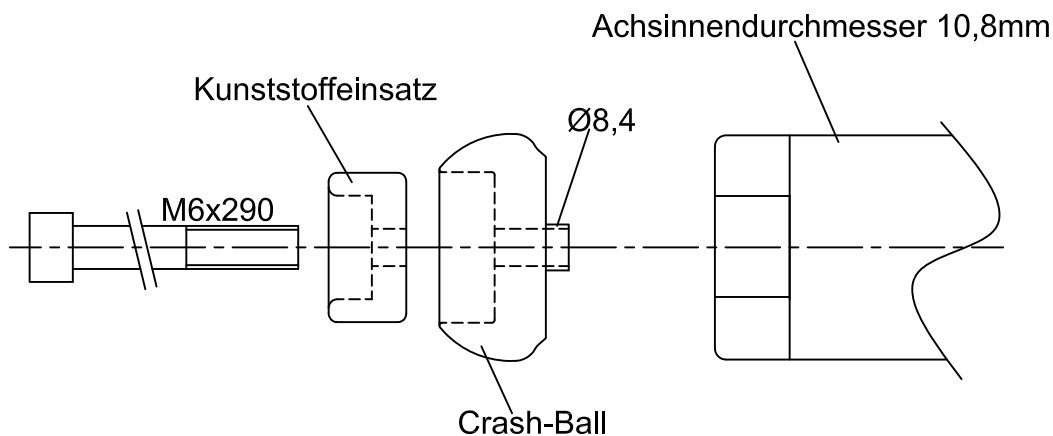 Achsinnendurchmesser 10,8mm
Kunststoffeinsatz
Ø8,4
M6x290
Crash-Ball